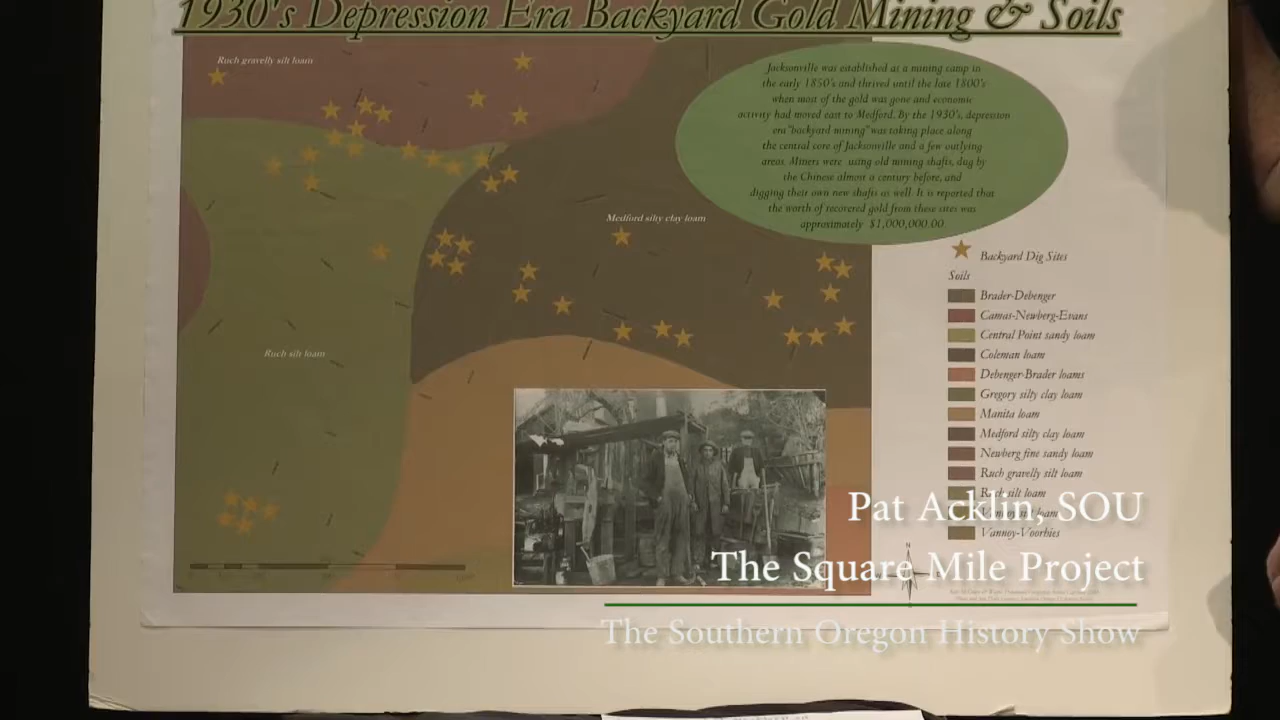 1930's Depression Era Backyard Gold Mining & Soils
Ruch gravelly silt loam
Jacksonville was established as a mining camp in
the early 1850's and thrived until the late 1800's
when most of the gold was gone and economic
activity had moved east to Medford. By the 1930's, depression
era "backyard mining" was taking place along
the central core of Jacksonville and a few outlying
areas. Miners were using old mining shafts, dug by
the Chinese almost a century before, and
digging their own new shafts as well. It is reported that
the worth of recovered gold from these sites was
approximately $1,000,000.00.
Medford silty clay loam
Ruch silt loam
Backyard Dig Sites
Soils
Brader-Debenger
Camas-Newberg-Evans
Central Point sandy loam
Coleman loam
Debenger-Brader loams
Gregory silty clay loam
Manita loam
Medford silty clay loam
Newberg fine sandy loam
Ruch gravelly silt loam
Ruch silt loam
loam
Vannoy-Voorhies
N
Pat Acklin, SOU
The Square Mile Project
The Southern Oregon History Show